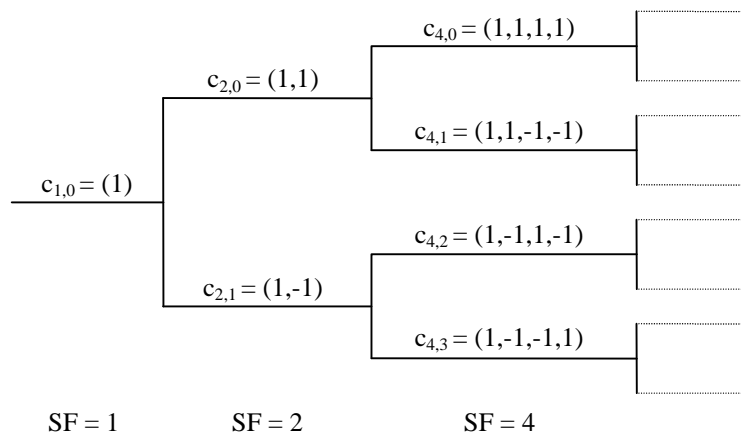 c4,0 = (1,1,1,1)
c2,0 = (1,1)
c4,1 = (1,1,-1,-1)
c1,0 = (1)
c4,2 = (1,-1,1,-1)
c2,1 = (1,-1)
c4,3 = (1,-1,-1,1)
SF = 1 SF = 2 SF = 4